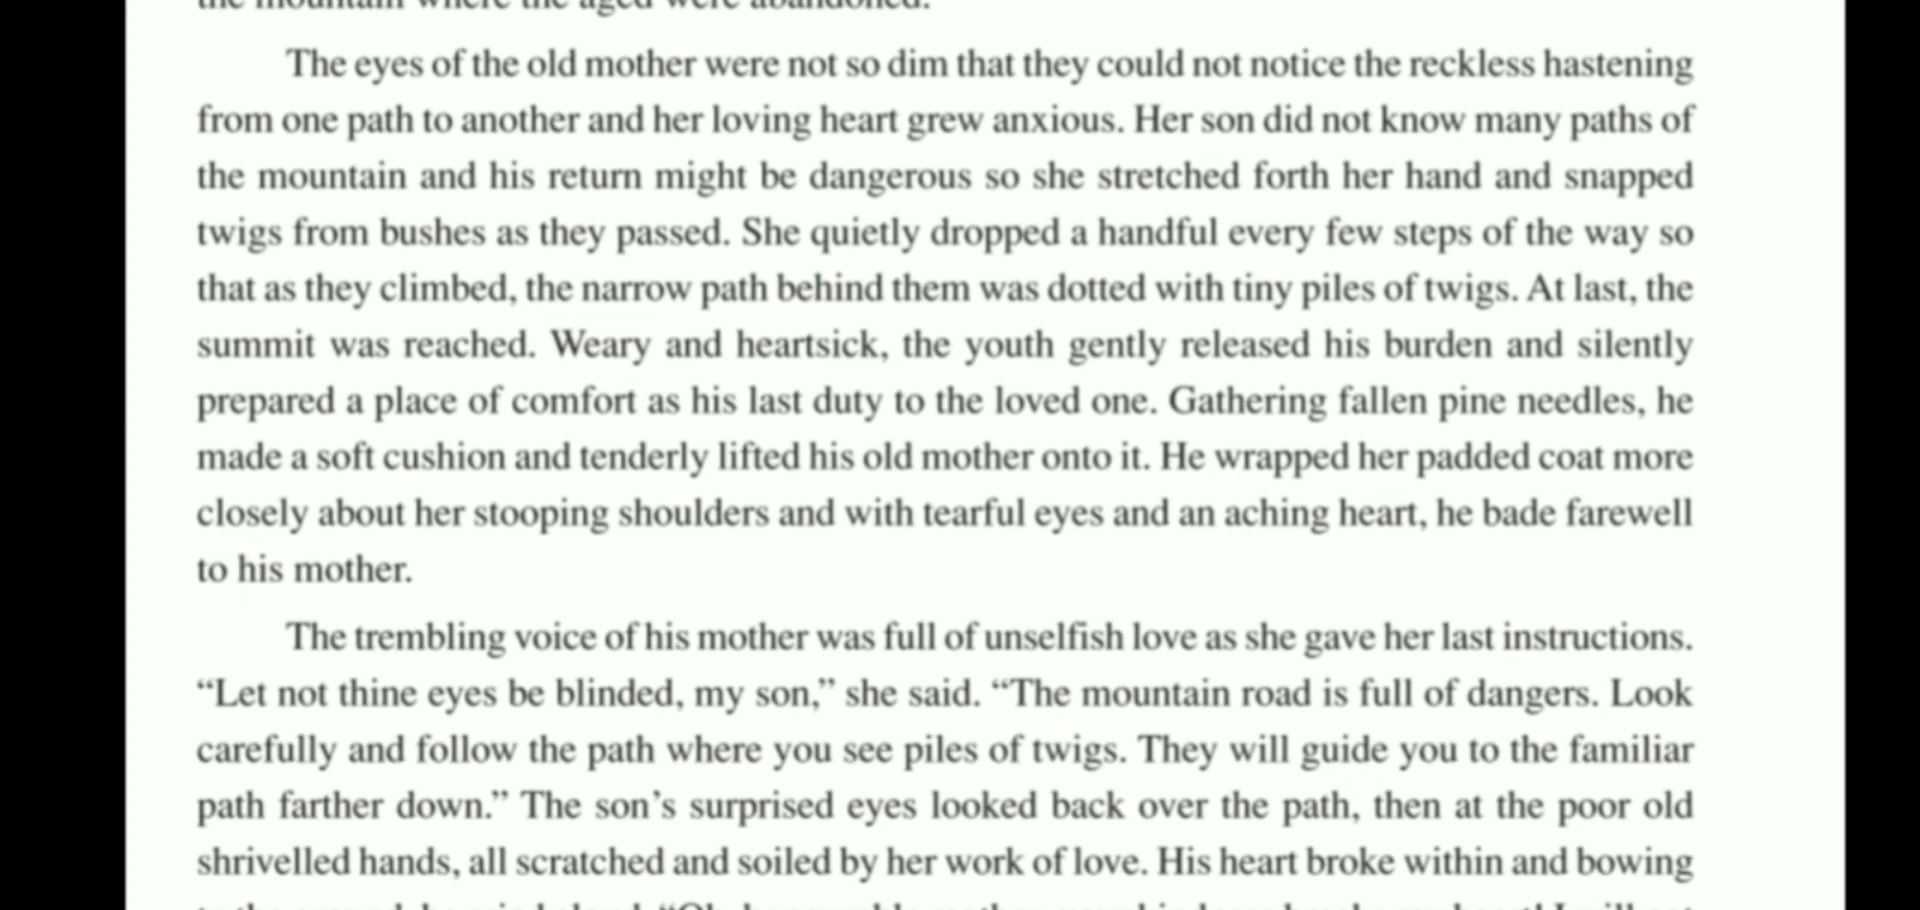 the mountain where the aged were abandoned.
The eyes of the old mother were not so dim that they could not notice the reckless hastening
from one path to another and her loving heart grew anxious. Her son did not know many paths of
the mountain and his return might be dangerous so she stretched forth her hand and snapped
twigs from bushes as they passed. She quietly dropped a handful every few steps of the way so
that as they climbed, the narrow path behind them was dotted with tiny piles of twigs. At last, the
summit was reached. Weary and heartsick, the youth gently released his burden and silently
prepared a place of comfort as his last duty to the loved one. Gathering fallen pine needles, he
made a soft cushion and tenderly lifted his old mother onto it. He wrapped her padded coat more
closely about her stooping shoulders and with tearful eyes and an aching heart, he bade farewell
to his mother.
The trembling voice of his mother was full of unselfish love as she gave her last instructions.
“Let not thine eyes be blinded, my son,” she said. “The mountain road is full of dangers. Look
carefully and follow the path where you see piles of twigs. They will guide you to the familiar
path farther down.” The son’s surprised eyes looked back over the path, then at the poor old
shrivelled hands, all scratched and soiled by her work of love. His heart broke within and bowing